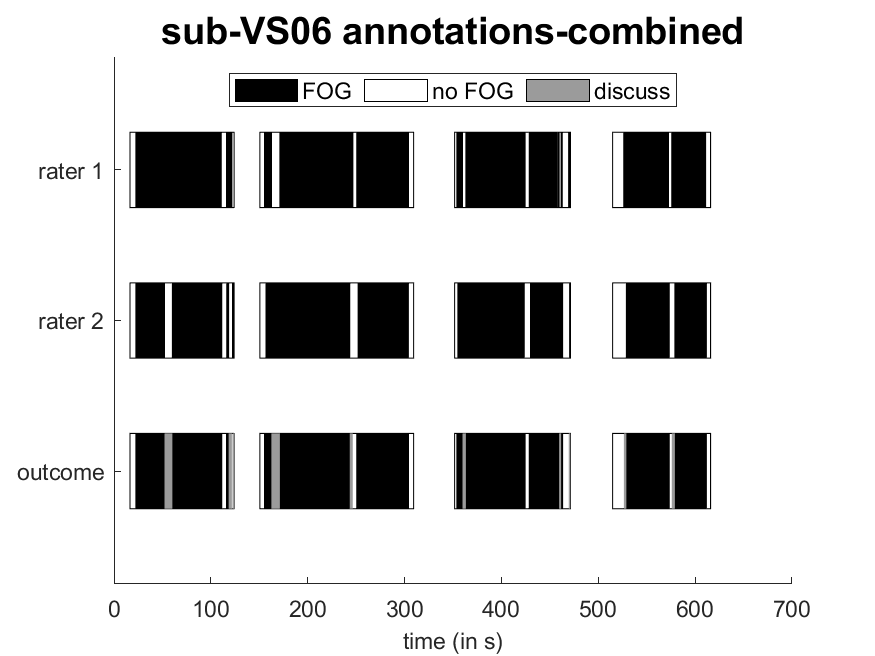 sub-VS06 annotations-combined
FOG no FOG discuss
rater 1
rater 2
outcome
0 100 200 300 400 500 600 700
time (in s)